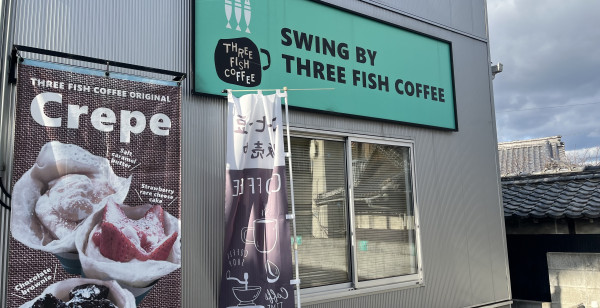 THREE
FISH
COFFEE
SWING BY
THREE FISH COFFEE
THREE FISH COFFEE ORIGINAL
Crepe
Salt
caramel
butter
Strawberry
rare cheese
cake
Chocolate
brownie
COFFEE